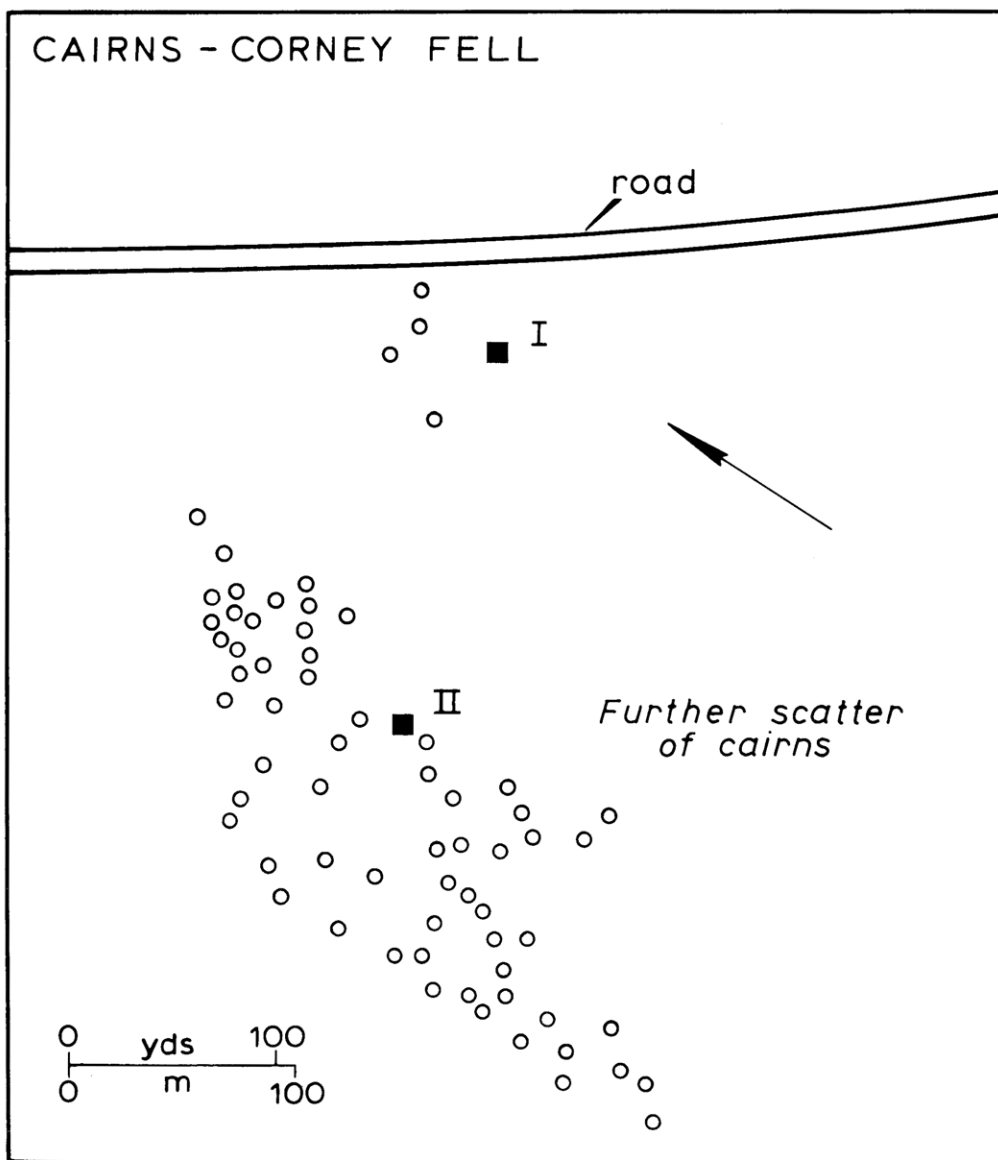 CAIRNS - CORNEY FELL
road
I
II
Further scatter
of cairns
0 100
yds
m
0 100